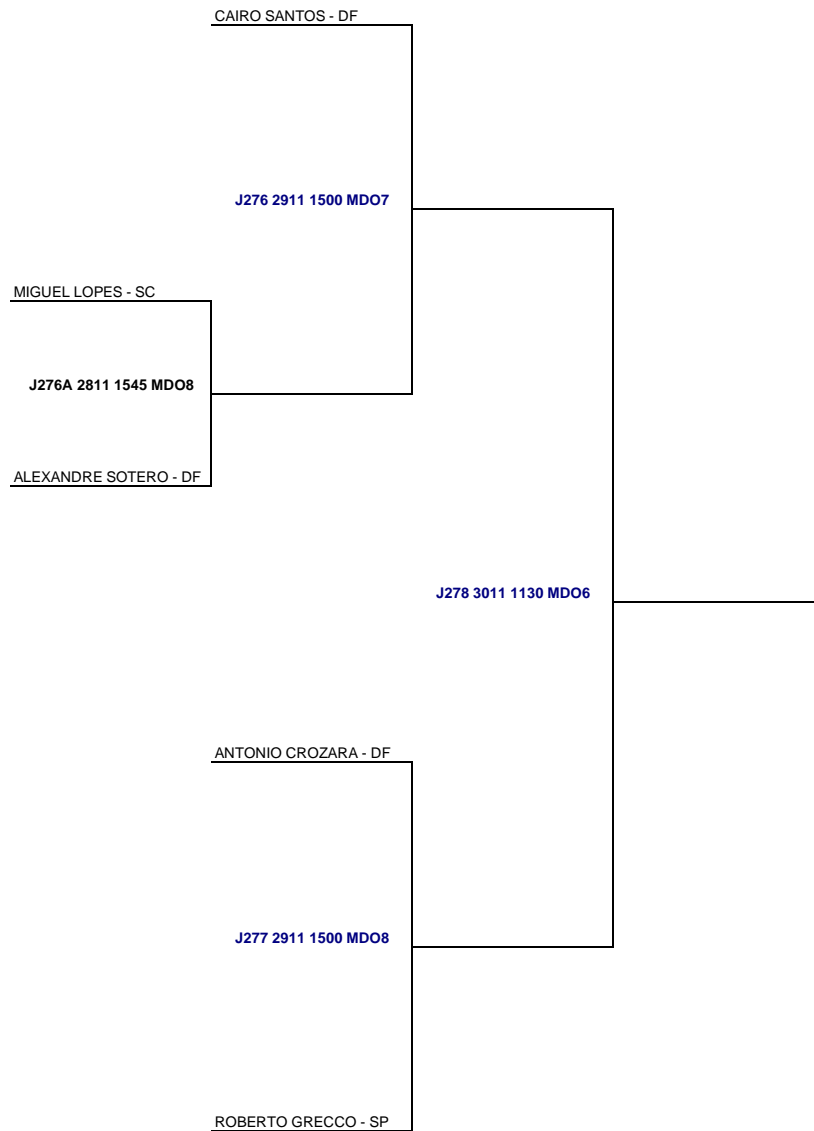 CAIRO SANTOS - DF
J276 2911 1500 MDO7
MIGUEL LOPES - SC
J276A 2811 1545 MDO8
ALEXANDRE SOTERO - DF
J278 3011 1130 MDO6
ANTONIO CROZARA - DF
J277 2911 1500 MDO8
ROBERTO GRECCO - SP